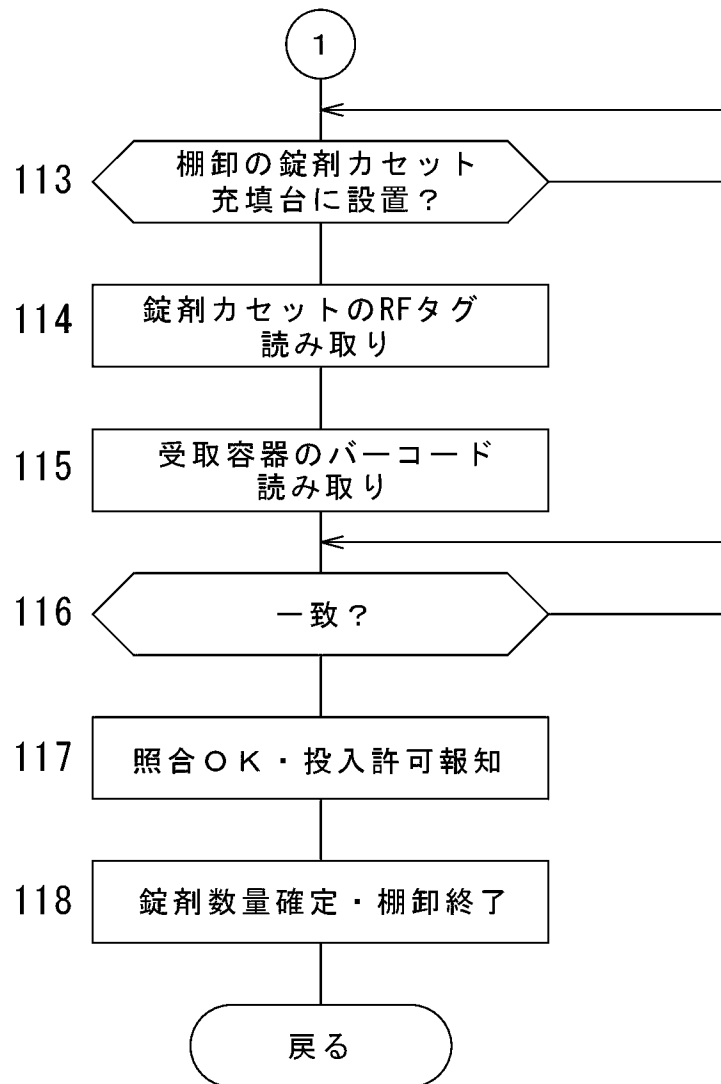 1
113
棚卸の錠剤カセット
充填台に設置？
114
錠剤カセットのRFタグ
読み取り
115
受取容器のバーコード
読み取り
116
一致？
117
照合ＯＫ・投入許可報知
118
錠剤数量確定・棚卸終了
戻る